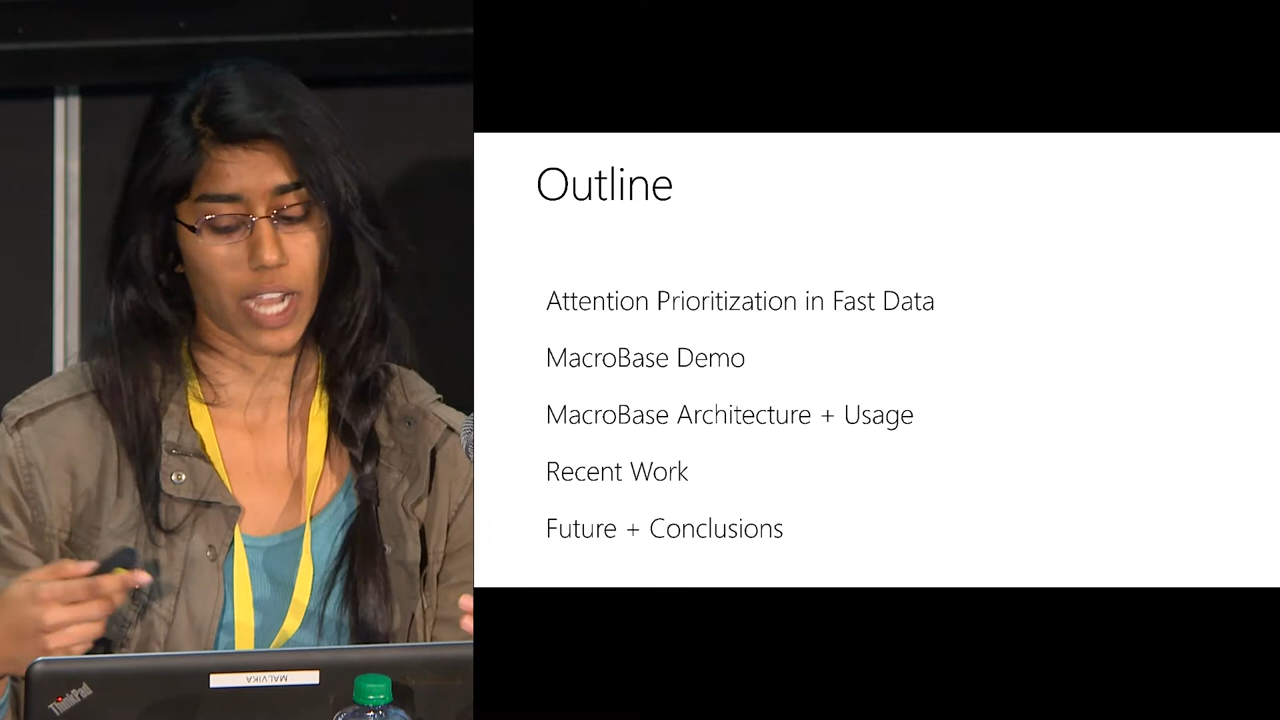 Outline
Attention Prioritization in Fast Data
MacroBase Demo
MacroBase Architecture + Usage
Recent Work
Future + Conclusions
ThinkPad
MALVIKA